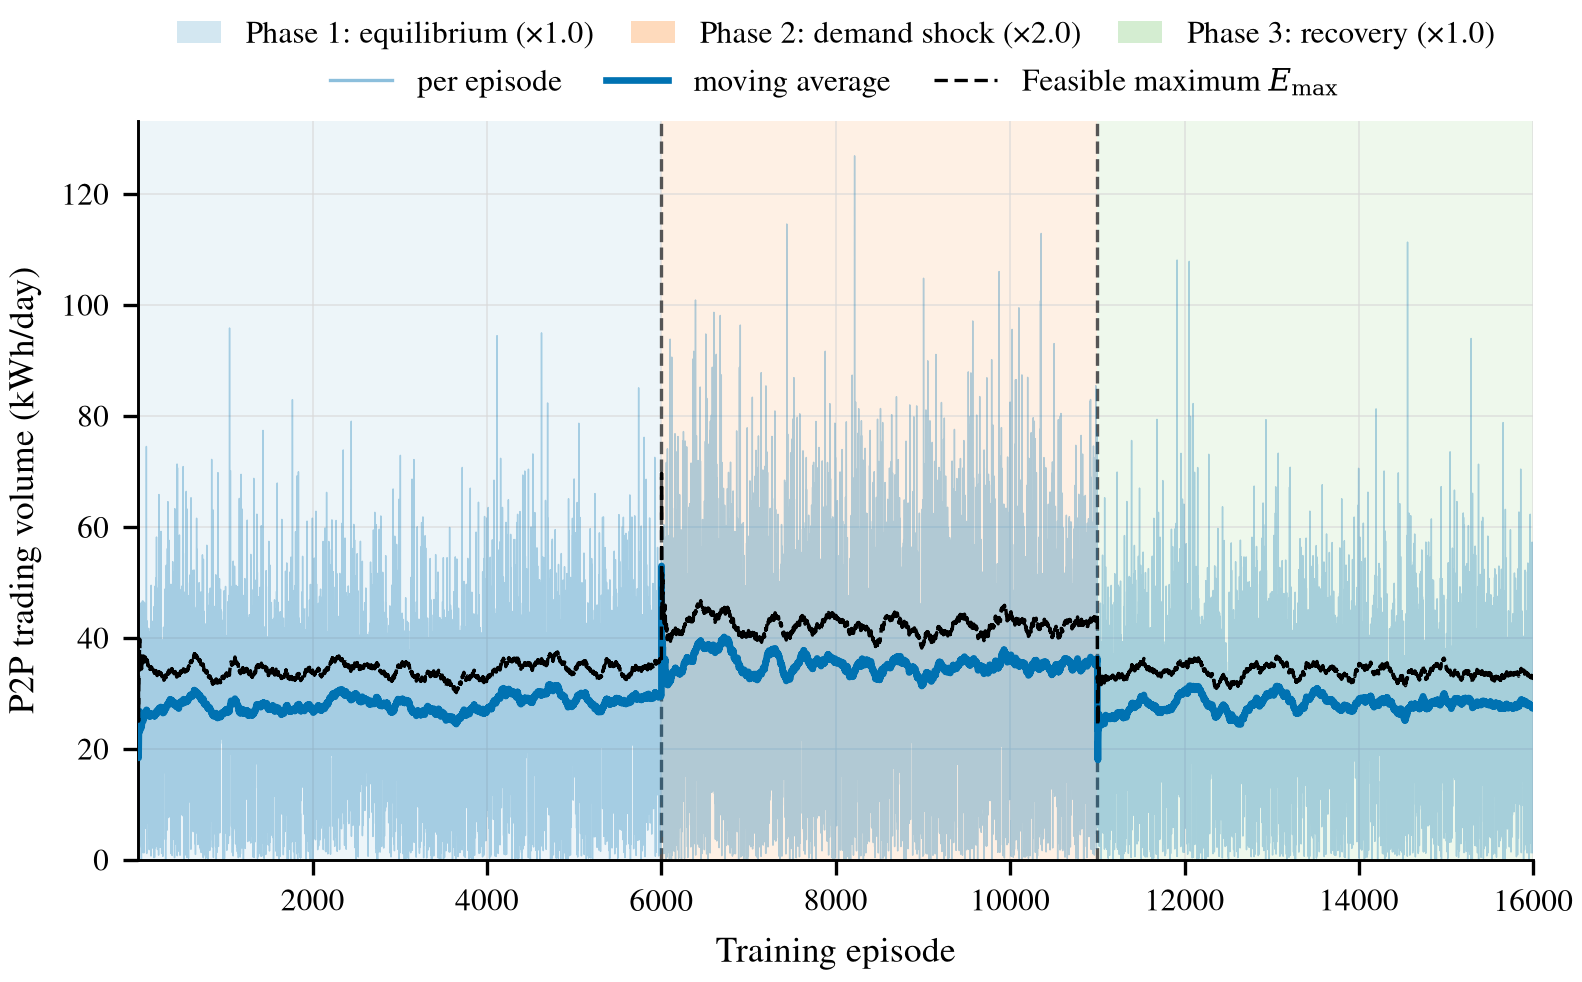 Phase 1: equilibrium (×1.0) Phase 2: demand shock (×2.0) Phase 3: recovery (×1.0)
per episode moving average Feasible maximum E_max
P2P trading volume (kWh/day)
120
100
80
60
40
20
0
2000 4000 6000 8000 10000 12000 14000 16000
Training episode